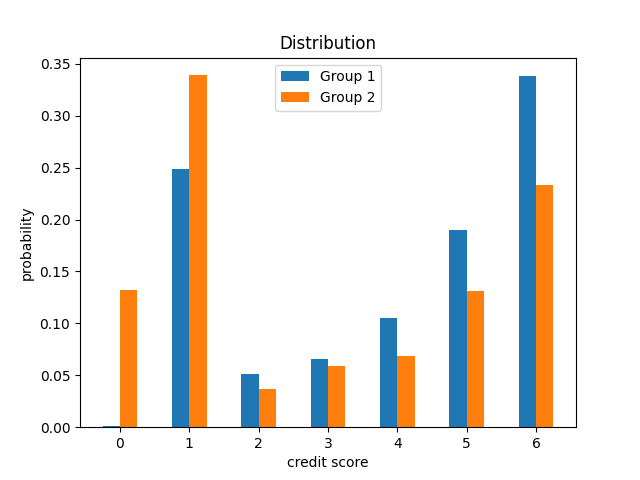 Distribution
Group 1
Group 2
probability
0.35
0.30
0.25
0.20
0.15
0.10
0.05
0.00
0 1 2 3 4 5 6
credit score